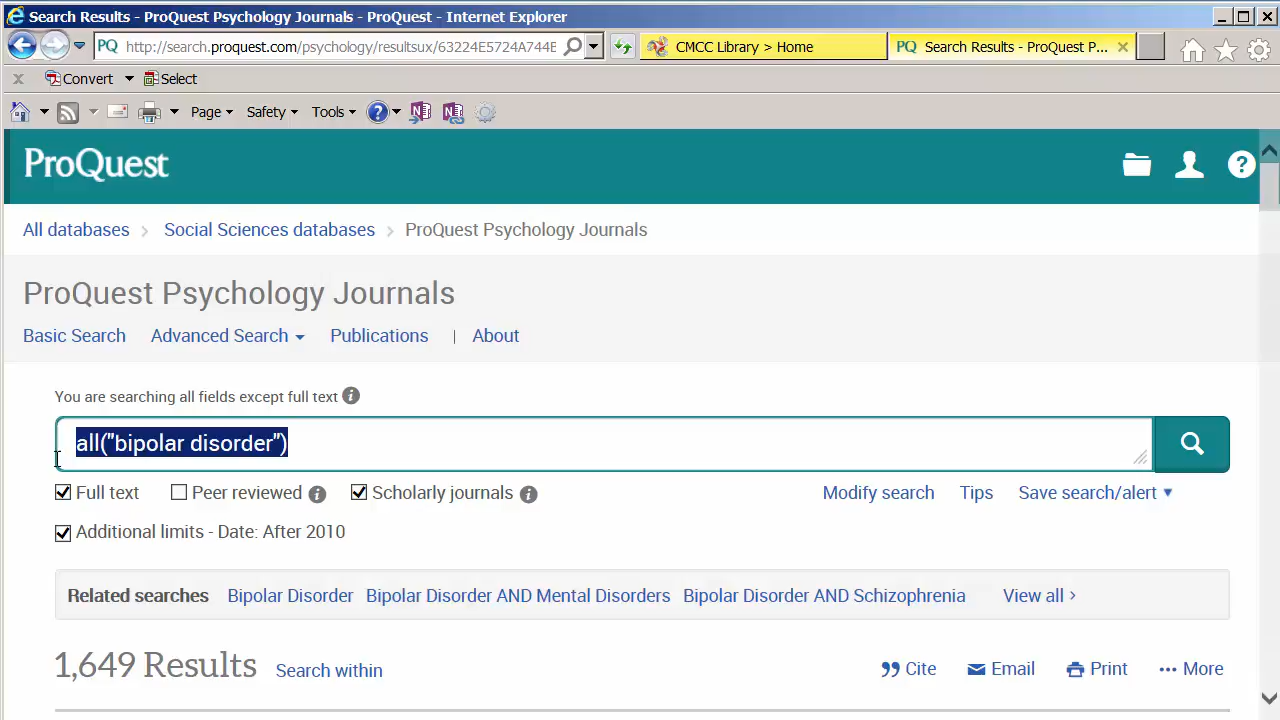 Search Results - ProQuest Psychology Journals - ProQuest - Internet Explorer
PQ http://search.proquest.com/psychology/resultsux/63224E5724A744E
CMCC Library > Home
PQ Search Results - ProQuest P...
Convert Select
Page Safety Tools
ProQuest
All databases Social Sciences databases ProQuest Psychology Journals
ProQuest Psychology Journals
Basic Search Advanced Search Publications | About
You are searching all fields except full text
all("bipolar disorder")
Full text Peer reviewed Scholarly journals Modify search Tips Save search/alert
Additional limits - Date: After 2010
Related searches Bipolar Disorder Bipolar Disorder AND Mental Disorders Bipolar Disorder AND Schizophrenia View all >
1,649 Results Search within Cite Email Print More